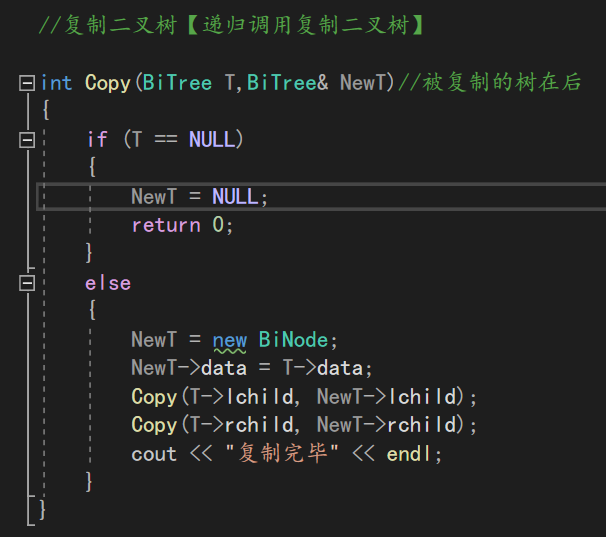 //复制二叉树【递归调用复制二叉树】
int Copy(BiTree T,BiTree& NewT)//被复制的树在后
{
if (T == NULL)
{
NewT = NULL;
return 0;
}
else
{
NewT = new BiNode;
NewT->data = T->data;
Copy(T->lchild, NewT->lchild);
Copy(T->rchild, NewT->rchild);
cout << "复制完毕" << endl;
}
}